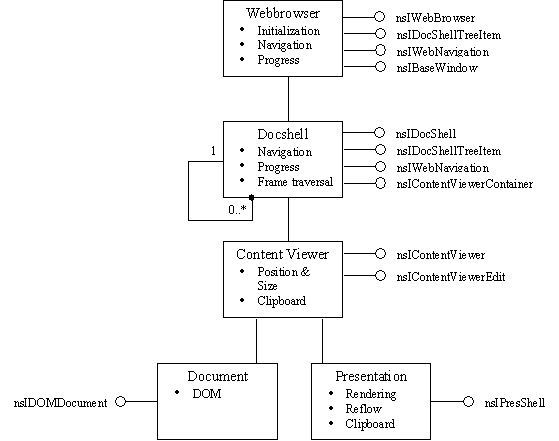 Webbrowser
• Initialization
• Navigation
• Progress
nsIWebBrowser
nsIDocShellTreeItem
nsIWebNavigation
nsIBaseWindow
Docshell
• Navigation
• Progress
• Frame traversal
nsIDocShell
nsIDocShellTreeItem
nsIWebNavigation
nsIContentViewerContainer
1
0..*
Content Viewer
• Position &
Size
• Clipboard
nsIContentViewer
nsIContentViewerEdit
Document
• DOM
nsIDOMDocument
Presentation
• Rendering
• Reflow
• Clipboard
nsIPresShell